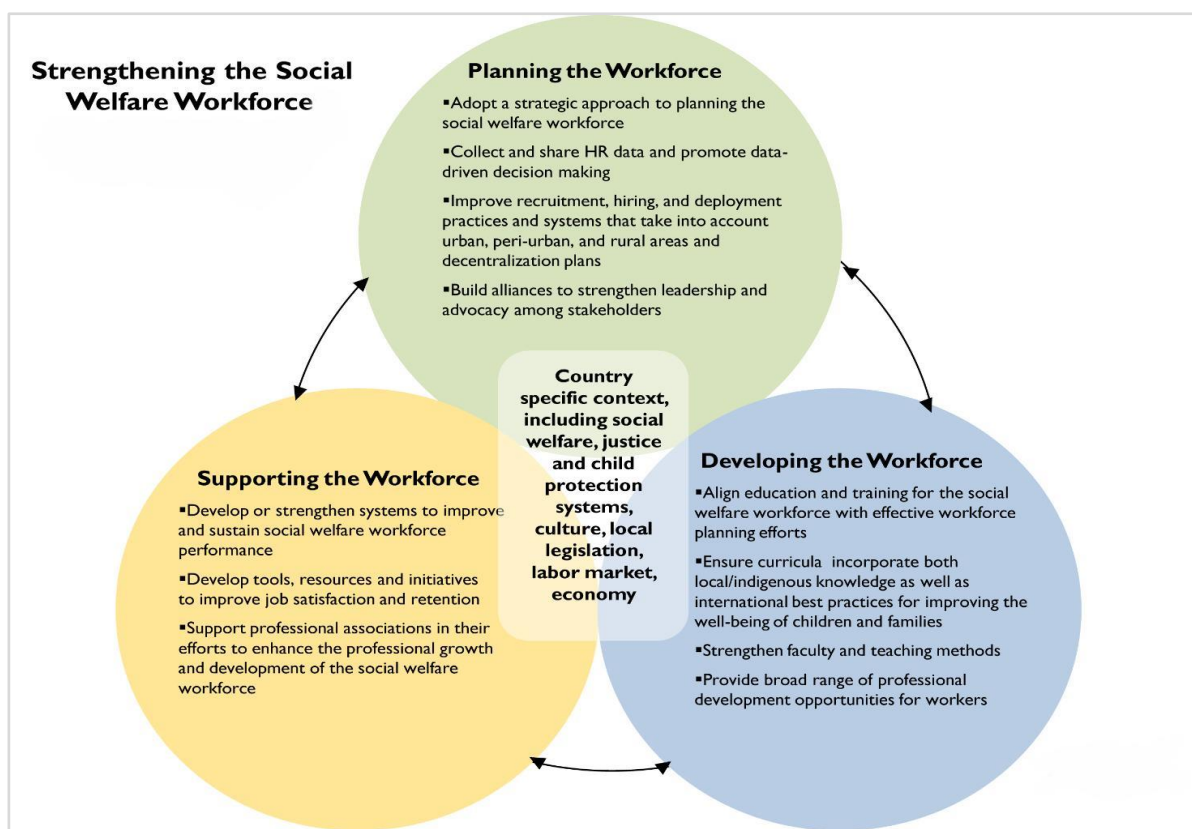 Strengthening the Social
Welfare Workforce
Planning the Workforce
▪Adopt a strategic approach to planning the
social welfare workforce
▪Collect and share HR data and promote data-
driven decision making
▪Improve recruitment, hiring, and deployment
practices and systems that take into account
urban, peri-urban, and rural areas and
decentralization plans
▪Build alliances to strengthen leadership and
advocacy among stakeholders
Country
specific context,
including social
welfare, justice
and child
protection
systems,
culture, local
legislation,
labor market,
economy
Supporting the Workforce
▪Develop or strengthen systems to improve
and sustain social welfare workforce
performance
▪Develop tools, resources and initiatives
to improve job satisfaction and retention
▪Support professional associations in their
efforts to enhance the professional growth
and development of the social welfare
workforce
Developing the Workforce
▪Align education and training for the social
welfare workforce with effective workforce
planning efforts
▪Ensure curricula incorporate both
local/indigenous knowledge as well as
international best practices for improving the
well-being of children and families
▪Strengthen faculty and teaching methods
▪Provide broad range of professional
development opportunities for workers